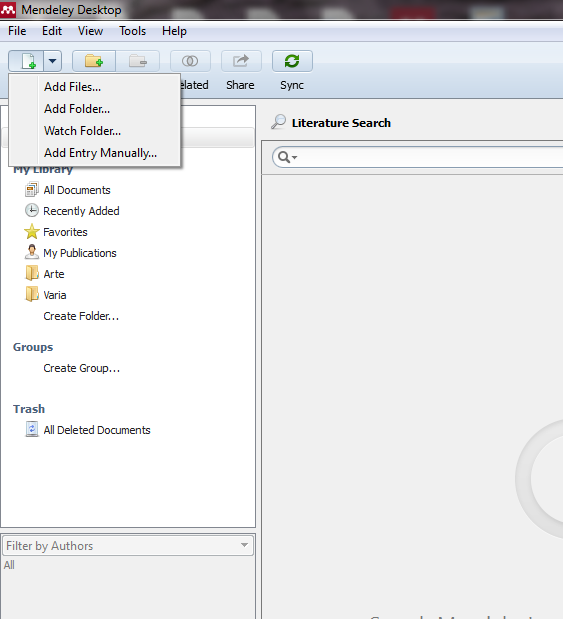 Mendeley Desktop
File Edit View Tools Help
Share Sync
Add Files...
Add Folder...
Watch Folder...
Add Entry Manually...
Literature Search
My Library
All Documents
Recently Added
Favorites
My Publications
Arte
Varia
Create Folder...
Groups
Create Group...
Trash
All Deleted Documents
Filter by Authors
All